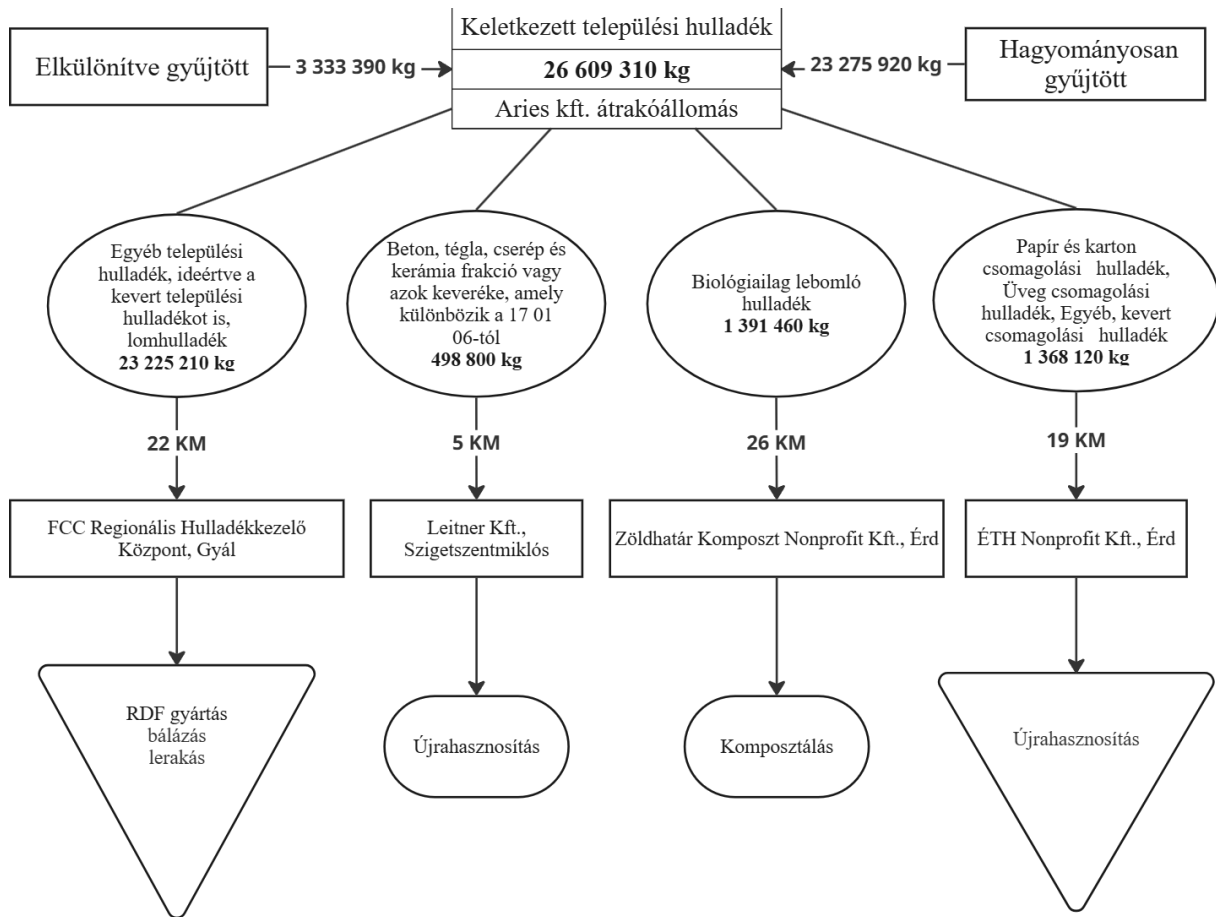 Keletkezett települési hulladék
Elkülönítve gyűjtött
3 333 390 kg
26 609 310 kg
23 275 920 kg
Hagyományosan
gyűjtött
Aries kft. átrakóállomás
Egyéb települési
hulladék, ideértve a
kevert települési
hulladékot is,
lomhulladék
23 225 210 kg
Beton, tégla, cserép és
kerámia frakció vagy
azok keveréke, amely
különbözik a 17 01
06-tól
498 800 kg
Biológiailag lebomló
hulladék
1 391 460 kg
Papír és karton
csomagolási hulladék,
Üveg csomagolási
hulladék, Egyéb, kevert
csomagolási hulladék
1 368 120 kg
22 KM
5 KM
26 KM
19 KM
FCC Regionális Hulladékkezelő
Központ, Gyál
Leitner Kft.,
Szigetszentmiklós
Zöldhatár Komposzt Nonprofit Kft., Érd
ÉTH Nonprofit Kft., Érd
RDF gyártás
bálázás
lerakás
Újrahasznosítás
Komposztálás
Újrahasznosítás